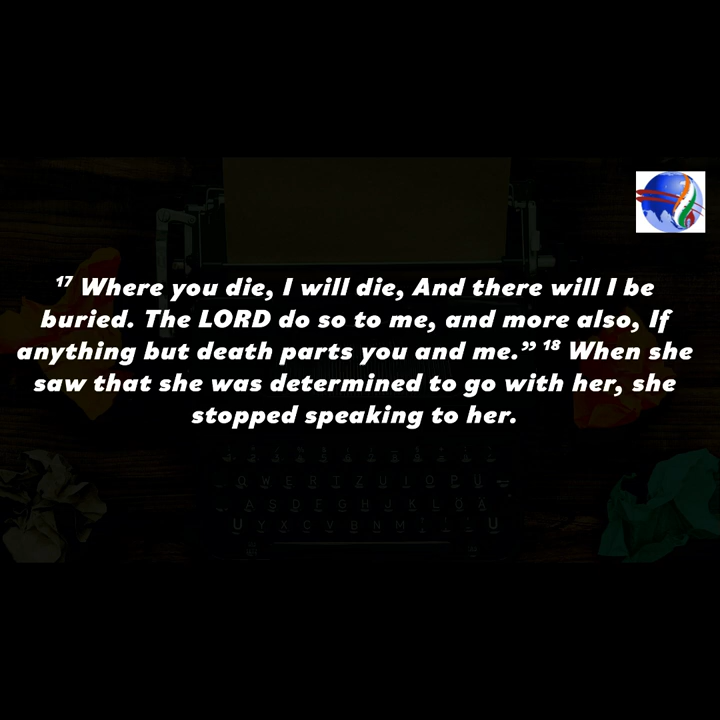 ¹⁷ Where you die, I will die, And there will I be
buried. The LORD do so to me, and more also, If
anything but death parts you and me.” ¹⁸ When she
saw that she was determined to go with her, she
stopped speaking to her.
Q W E R T Z U I O P Ü
A S D F G H J K L Ö Ä
U Y X C V B N M U